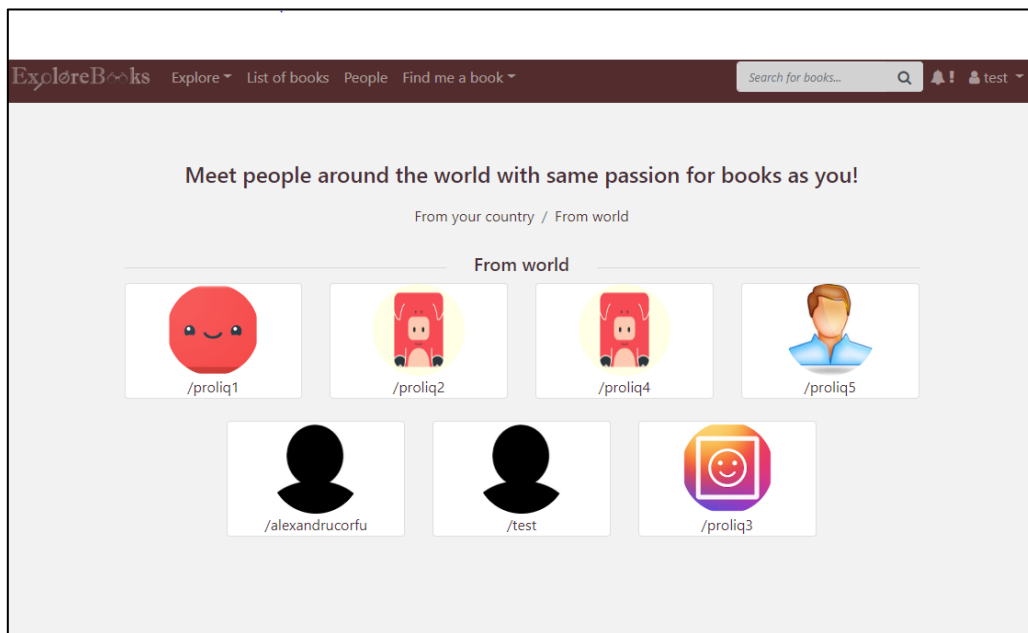 ExploreBooks Explore List of books People Find me a book Search for books... ! test
Meet people around the world with same passion for books as you!
From your country / From world
From world
/proliq1 /proliq2 /proliq4 /proliq5
/alexandrucorfu /test /proliq3